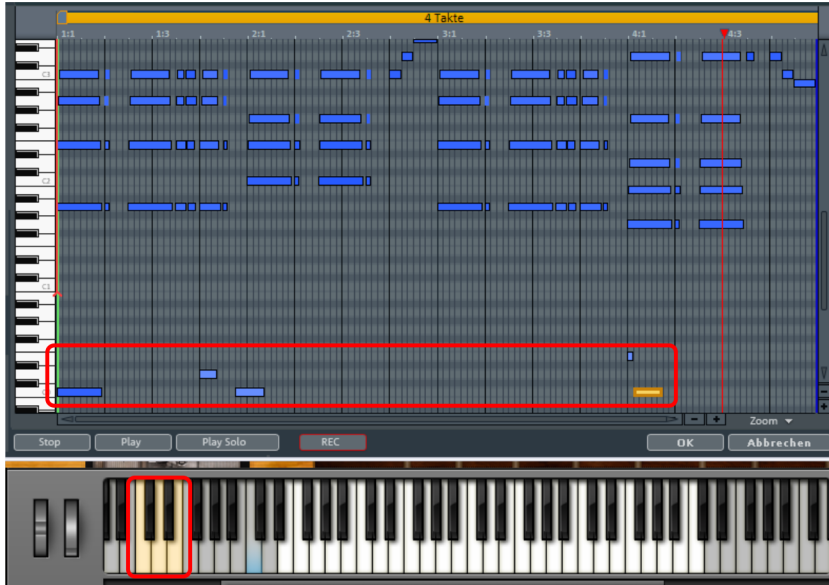 4 Takte
1:1 1:3 2:1 2:3 3:1 3:3 4:1 4:3
C3
C2
C1
Zoom
Stop Play Play Solo REC OK Abbrechen